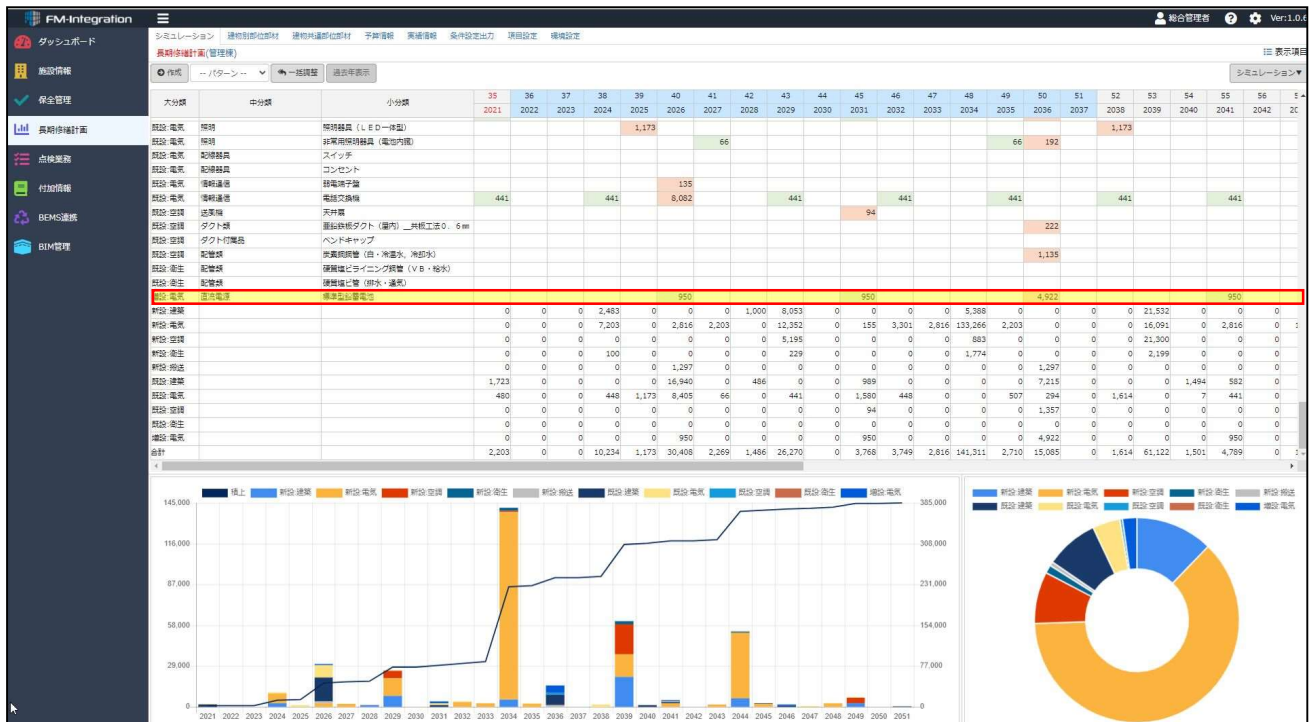 FM-Integration
総合管理者 Ver:1.0.6
ダッシュボード
施設情報
保全管理
長期修繕計画
点検業務
付加情報
BEMS連携
BIM管理
シミュレーション 建物別部位部材 建物共通部位部材 予算情報 実績情報 条件設定出力 項目設定 環境設定
長期修繕計画(管理棟) 表示項目
作成 -- パターン -- 一括調整 過去年表示 シミュレーション▼
大分類 中分類 小分類
35 36 37 38 39 40 41 42 43 44 45 46 47 48 49 50 51 52 53 54 55 56
2021 2022 2023 2024 2025 2026 2027 2028 2029 2030 2031 2032 2033 2034 2035 2036 2037 2038 2039 2040 2041 2042
既設:電気 照明 照明器具（ＬＥＤ一体型） 1,173 1,173
既設:電気 照明 非常用照明器具（電池内蔵） 66 66 192
既設:電気 配線器具 スイッチ
既設:電気 配線器具 コンセント
既設:電気 情報通信 弱電端子盤 135
既設:電気 情報通信 電話交換機 441 441 8,082 441 441 441 441 441
既設:空調 送風機 天井扇 94
既設:空調 ダクト類 亜鉛鉄板ダクト（屋内）＿共板工法０．６㎜ 222
既設:空調 ダクト付属品 ベンドキャップ
既設:空調 配管類 炭素鋼鋼管（白・冷温水、冷却水） 1,135
既設:衛生 配管類 硬質塩ビライニング鋼管（ＶＢ・給水）
既設:衛生 配管類 硬質塩ビ管（排水・通気）
増設:電気 直流電源 標準型鉛蓄電池 950 950 4,922 950
新設:建築 0 0 0 2,483 0 0 0 1,000 8,053 0 0 0 0 5,388 0 0 0 0 21,532 0 0 0
新設:電気 0 0 0 7,203 0 2,816 2,203 0 12,352 0 155 3,301 2,816 133,266 2,203 0 0 0 16,091 0 2,816 0
新設:空調 0 0 0 0 0 0 0 0 5,195 0 0 0 0 883 0 0 0 0 21,300 0 0 0
新設:衛生 0 0 0 100 0 0 0 0 229 0 0 0 0 1,774 0 0 0 0 2,199 0 0 0
新設:搬送 0 0 0 0 0 1,297 0 0 0 0 0 0 0 0 0 1,297 0 0 0 0 0 0
既設:建築 1,723 0 0 0 0 16,940 0 486 0 0 989 0 0 0 0 7,215 0 0 0 1,494 582 0
既設:電気 480 0 0 448 1,173 8,405 66 0 441 0 1,580 448 0 0 507 294 0 1,614 0 7 441 0
既設:空調 0 0 0 0 0 0 0 0 0 0 94 0 0 0 0 1,357 0 0 0 0 0 0
既設:衛生 0 0 0 0 0 0 0 0 0 0 0 0 0 0 0 0 0 0 0 0 0 0
増設:電気 0 0 0 0 0 950 0 0 0 0 950 0 0 0 0 4,922 0 0 0 0 950 0
合計 2,203 0 0 10,234 1,173 30,408 2,269 1,486 26,270 0 3,768 3,749 2,816 141,311 2,710 15,085 0 1,614 61,122 1,501 4,789 0
積上 新設:建築 新設:電気 新設:空調 新設:衛生 新設:搬送 既設:建築 既設:電気 既設:空調 既設:衛生 増設:電気
145,000 385,000
116,000 308,000
87,000 231,000
58,000 154,000
29,000 77,000
0 0
2021 2022 2023 2024 2025 2026 2027 2028 2029 2030 2031 2032 2033 2034 2035 2036 2037 2038 2039 2040 2041 2042 2043 2044 2045 2046 2047 2048 2049 2050 2051
新設:建築 新設:電気 新設:空調 新設:衛生 新設:搬送
既設:建築 既設:電気 既設:空調 既設:衛生 増設:電気